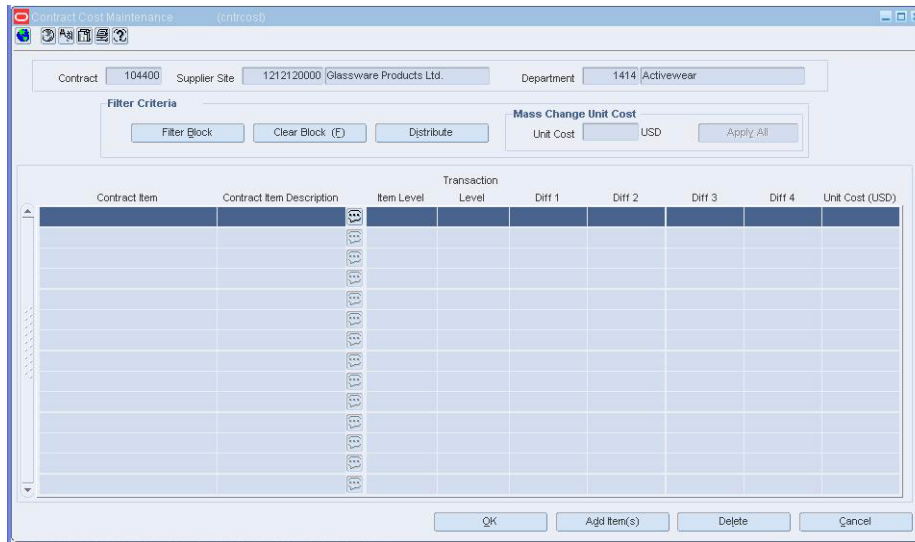 Contract Cost Maintenance (cntrcost)
Contract 104400 Supplier Site 1212120000 Glassware Products Ltd. Department 1414 Activewear
Filter Criteria
Mass Change Unit Cost
Filter Block Clear Block (F) Distribute Unit Cost USD Apply All
Transaction
Contract Item Contract Item Description Item Level Level Diff 1 Diff 2 Diff 3 Diff 4 Unit Cost (USD)
OK Add Item(s) Delete Cancel